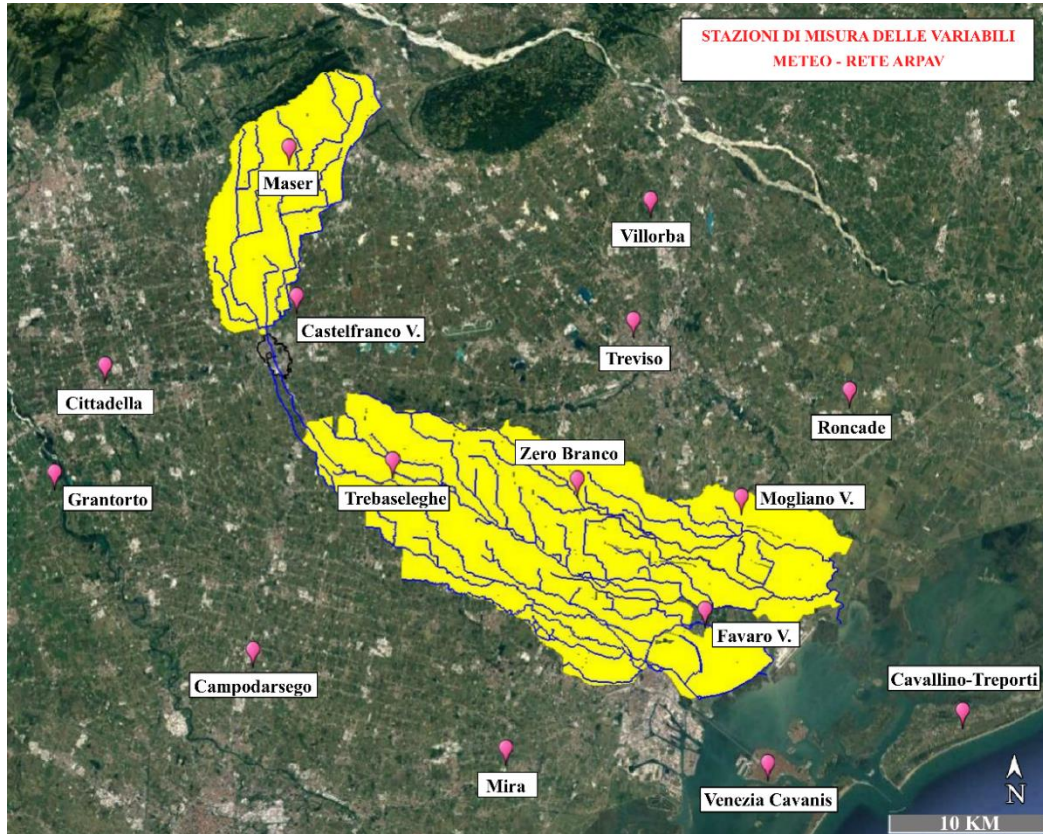 STAZIONI DI MISURA DELLE VARIABILI
METEO - RETE ARPAV
Maser
Villorba
Castelfranco V.
Treviso
Cittadella
Roncade
Zero Branco
Grantorto
Trebaseleghe
Mogliano V.
Favaro V.
Campodarsego
Cavallino-Treporti
Mira
Venezia Cavanis
N
10 KM